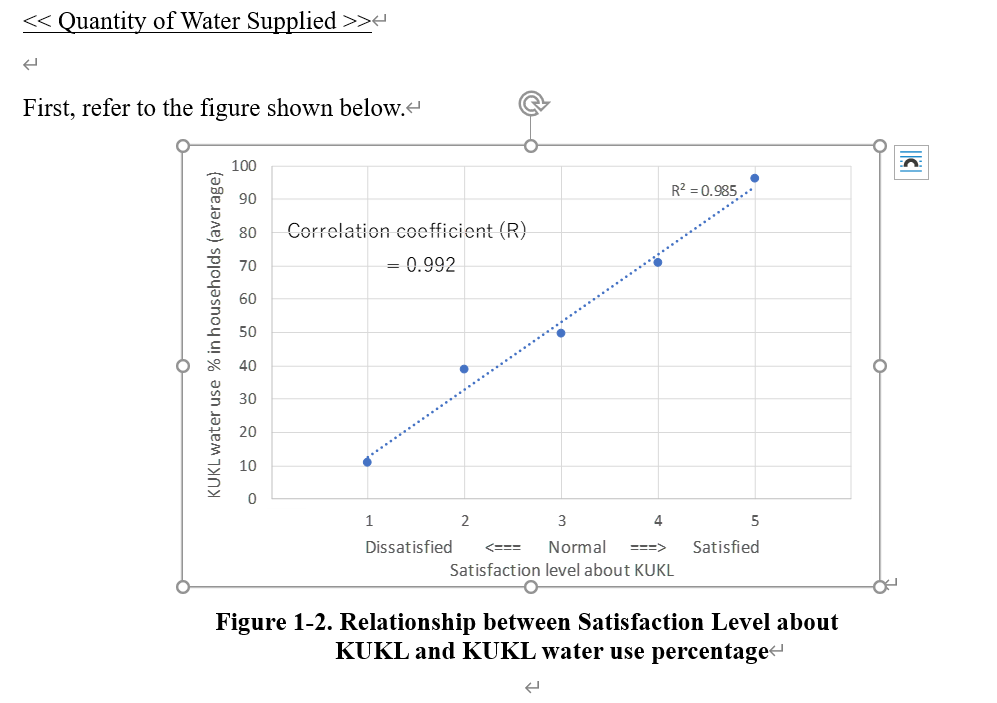 << Quantity of Water Supplied >>
First, refer to the figure shown below.
KUKL water use % in households (average)
100
90
80
70
60
50
40
30
20
10
0
R² = 0.985
Correlation coefficient (R)
= 0.992
1 2 3 4 5
Dissatisfied <=== Normal ===> Satisfied
Satisfaction level about KUKL
Figure 1-2. Relationship between Satisfaction Level about
KUKL and KUKL water use percentage